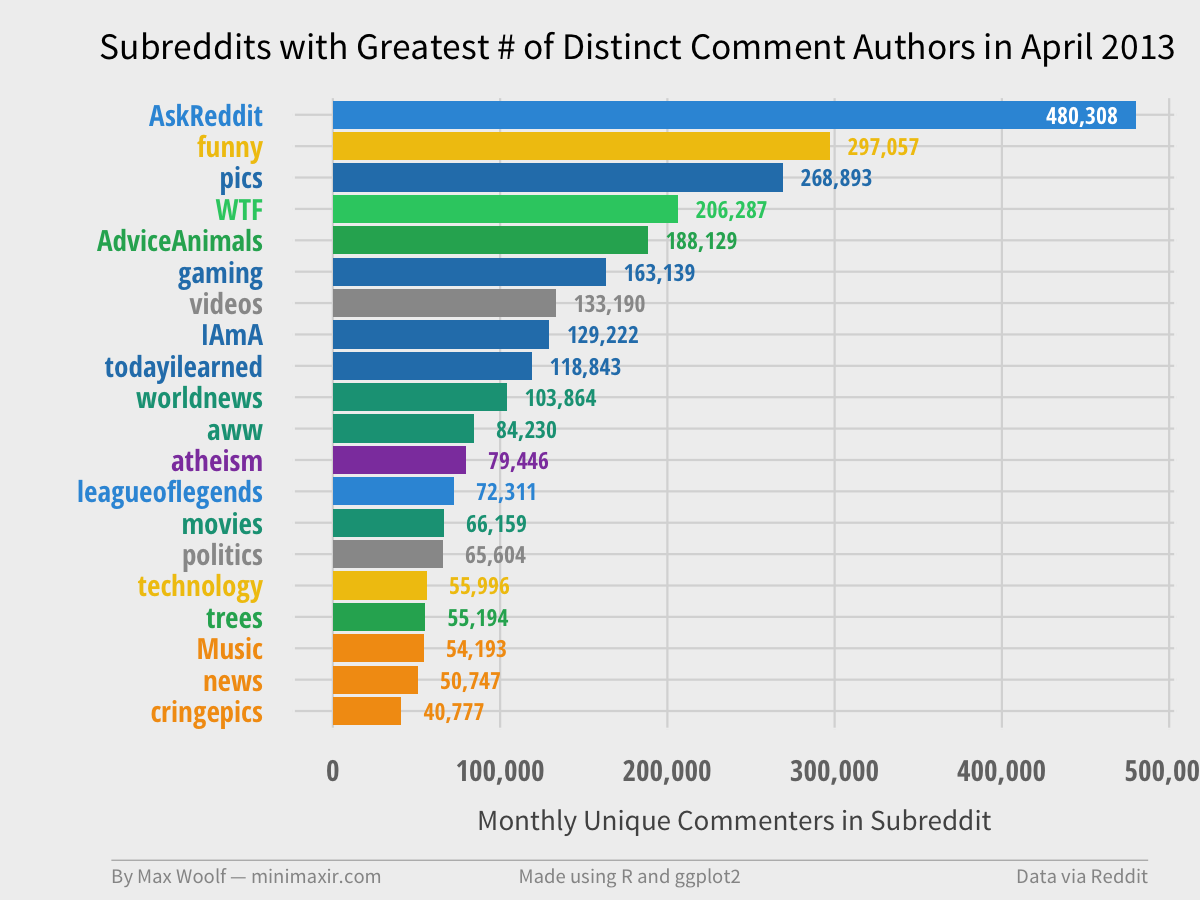 Subreddits with Greatest # of Distinct Comment Authors in April 2013
AskReddit 480,308
funny 297,057
pics 268,893
WTF 206,287
AdviceAnimals 188,129
gaming 163,139
videos 133,190
IAmA 129,222
todayilearned 118,843
worldnews 103,864
aww 84,230
atheism 79,446
leagueoflegends 72,311
movies 66,159
politics 65,604
technology 55,996
trees 55,194
Music 54,193
news 50,747
cringepics 40,777
0 100,000 200,000 300,000 400,000 500,00
Monthly Unique Commenters in Subreddit
By Max Woolf — minimaxir.com Made using R and ggplot2 Data via Reddit